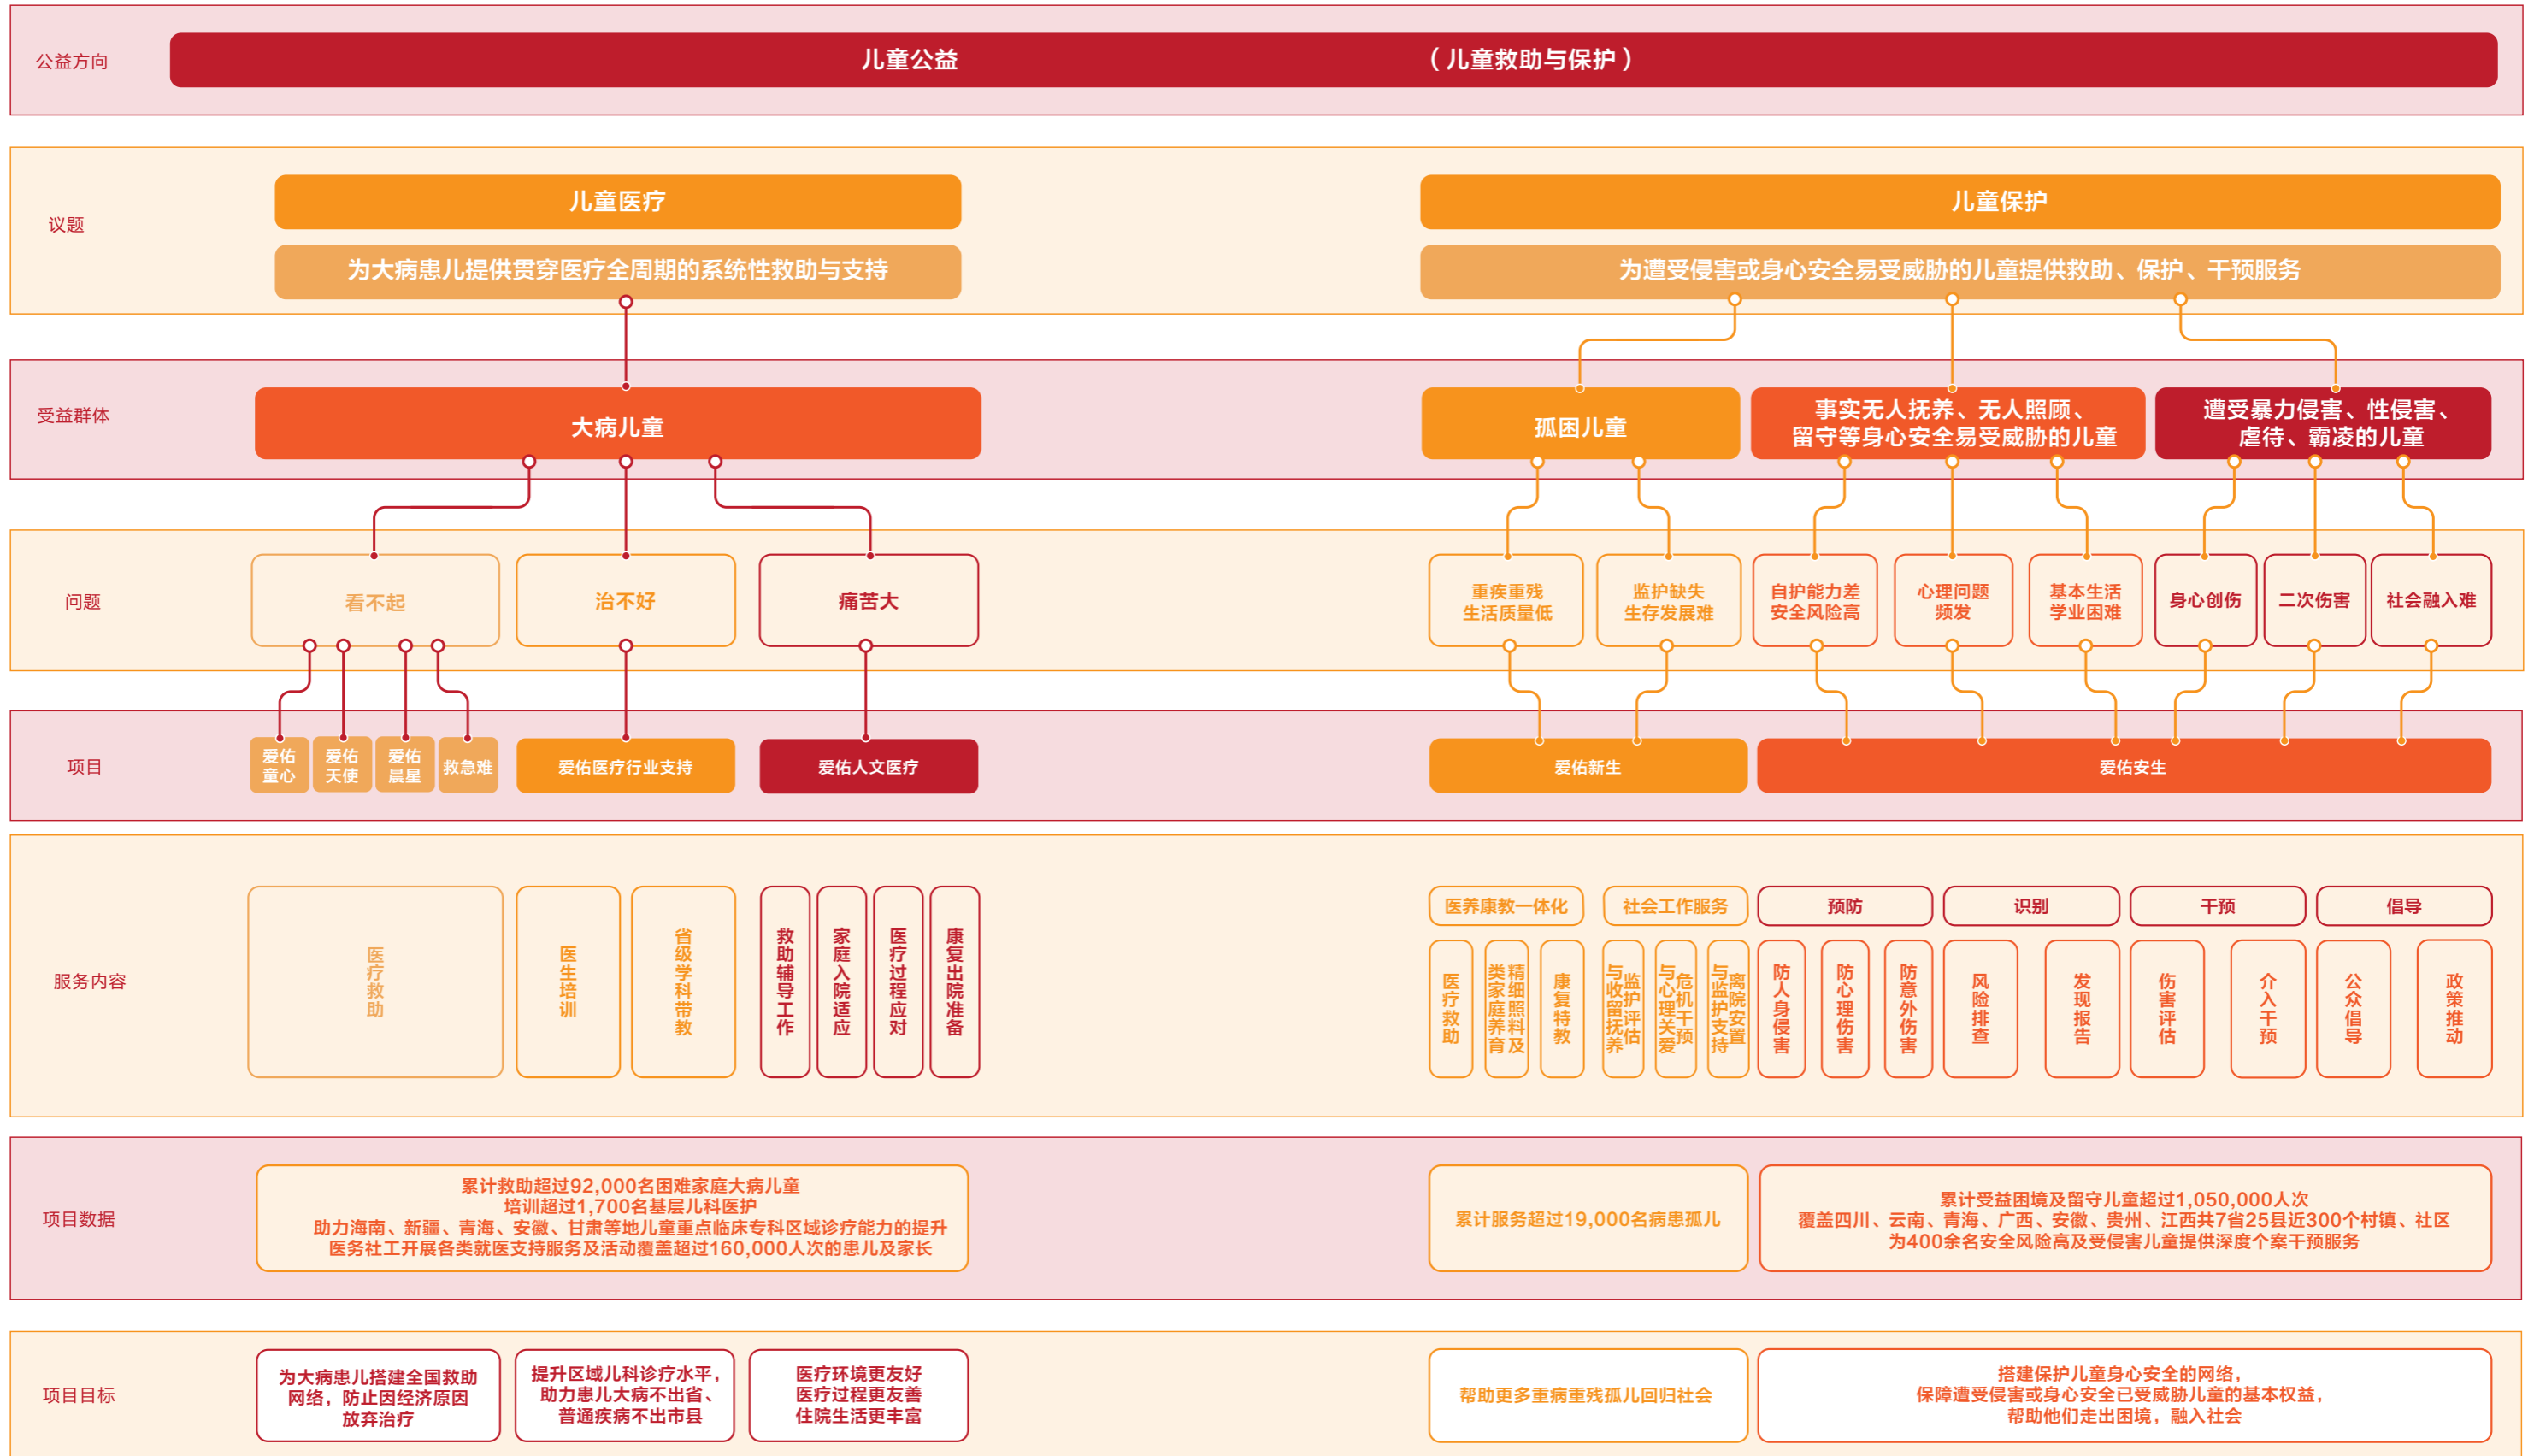 公益方向
儿童公益
（儿童救助与保护）
议题
儿童医疗
儿童保护
为大病患儿提供贯穿医疗全周期的系统性救助与支持
为遭受侵害或身心安全易受威胁的儿童提供救助、保护、干预服务
受益群体
大病儿童
孤困儿童
事实无人抚养、无人照顾、
留守等身心安全易受威胁的儿童
遭受暴力侵害、性侵害、
虐待、霸凌的儿童
问题
看不起
治不好
痛苦大
重疾重残
生活质量低
监护缺失
生存发展难
自护能力差
安全风险高
心理问题
频发
基本生活
学业困难
身心创伤
二次伤害
社会融入难
项目
爱佑
童心
爱佑
天使
爱佑
晨星
救急难
爱佑医疗行业支持
爱佑人文医疗
爱佑新生
爱佑安生
服务内容
医疗救助
医生培训
省级学科带教
救助辅导工作
家庭入院适应
医疗过程应对
康复出院准备
医养康教一体化
社会工作服务
预防
识别
干预
倡导
医疗救助
精细照料及
类家庭养育
康复特教
监护评估
与收留抚养
危机干预
与心理关爱
离院安置
与监护支持
防人身侵害
防心理伤害
防意外伤害
风险排查
发现报告
伤害评估
介入干预
公众倡导
政策推动
项目数据
累计救助超过92,000名困难家庭大病儿童
培训超过1,700名基层儿科医护
助力海南、新疆、青海、安徽、甘肃等地儿童重点临床专科区域诊疗能力的提升
医务社工开展各类就医支持服务及活动覆盖超过160,000人次的患儿及家长
累计服务超过19,000名病患孤儿
累计受益困境及留守儿童超过1,050,000人次
覆盖四川、云南、青海、广西、安徽、贵州、江西共7省25县近300个村镇、社区
为400余名安全风险高及受侵害儿童提供深度个案干预服务
项目目标
为大病患儿搭建全国救助
网络，防止因经济原因
放弃治疗
提升区域儿科诊疗水平，
助力患儿大病不出省、
普通疾病不出市县
医疗环境更友好
医疗过程更友善
住院生活更丰富
帮助更多重病重残孤儿回归社会
搭建保护儿童身心安全的网络，
保障遭受侵害或身心安全已受威胁儿童的基本权益，
帮助他们走出困境，融入社会